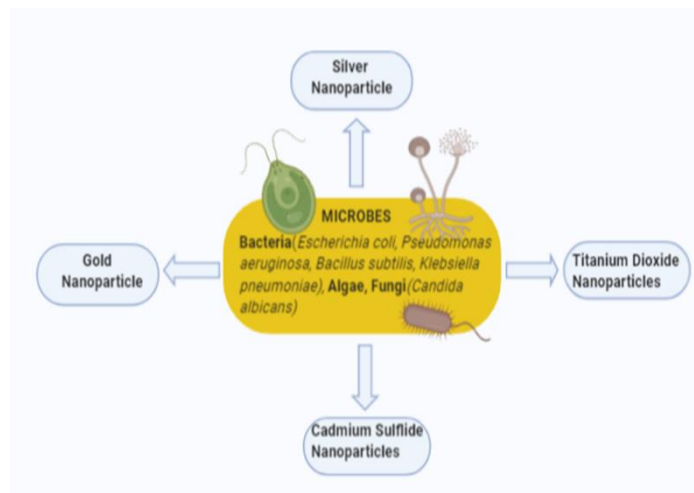 Silver
Nanoparticle
MICROBES
Bacteria(Escherichia coli, Pseudomonas
aeruginosa, Bacillus subtilis, Klebsiella
pneumoniae), Algae, Fungi(Candida
albicans)
Gold
Nanoparticle
Titanium Dioxide
Nanoparticles
Cadmium Sulflide
Nanoparticles